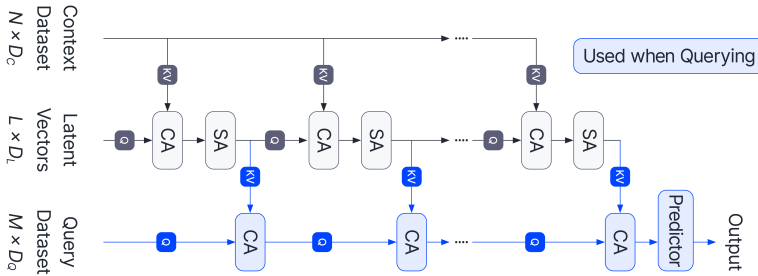 Context
Dataset
N × D_C
KV
KV
KV
Used when Querying
Latent
Vectors
L × D_L
Q
CA
SA
Q
CA
SA
Q
CA
SA
KV
KV
KV
Query
Dataset
M × D_Q
Q
CA
Q
CA
Q
CA
Predictor
Output